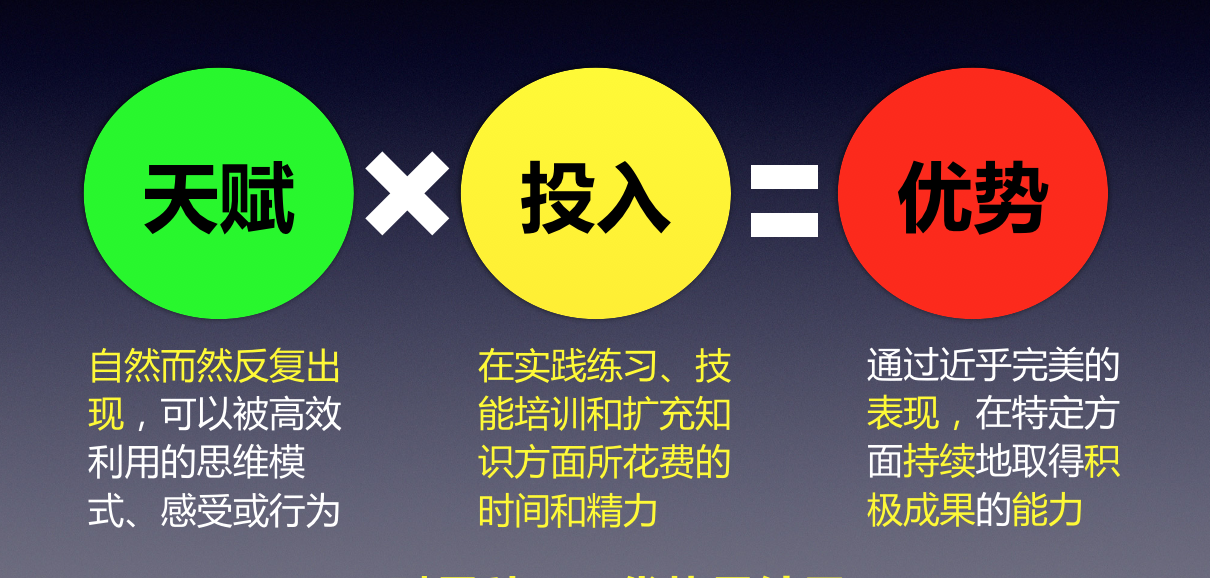 天赋
×
投入
=
优势
自然而然反复出
现，可以被高效
利用的思维模
式、感受或行为
在实践练习、技
能培训和扩充知
识方面所花费的
时间和精力
通过近乎完美的
表现，在特定方
面持续地取得积
极成果的能力